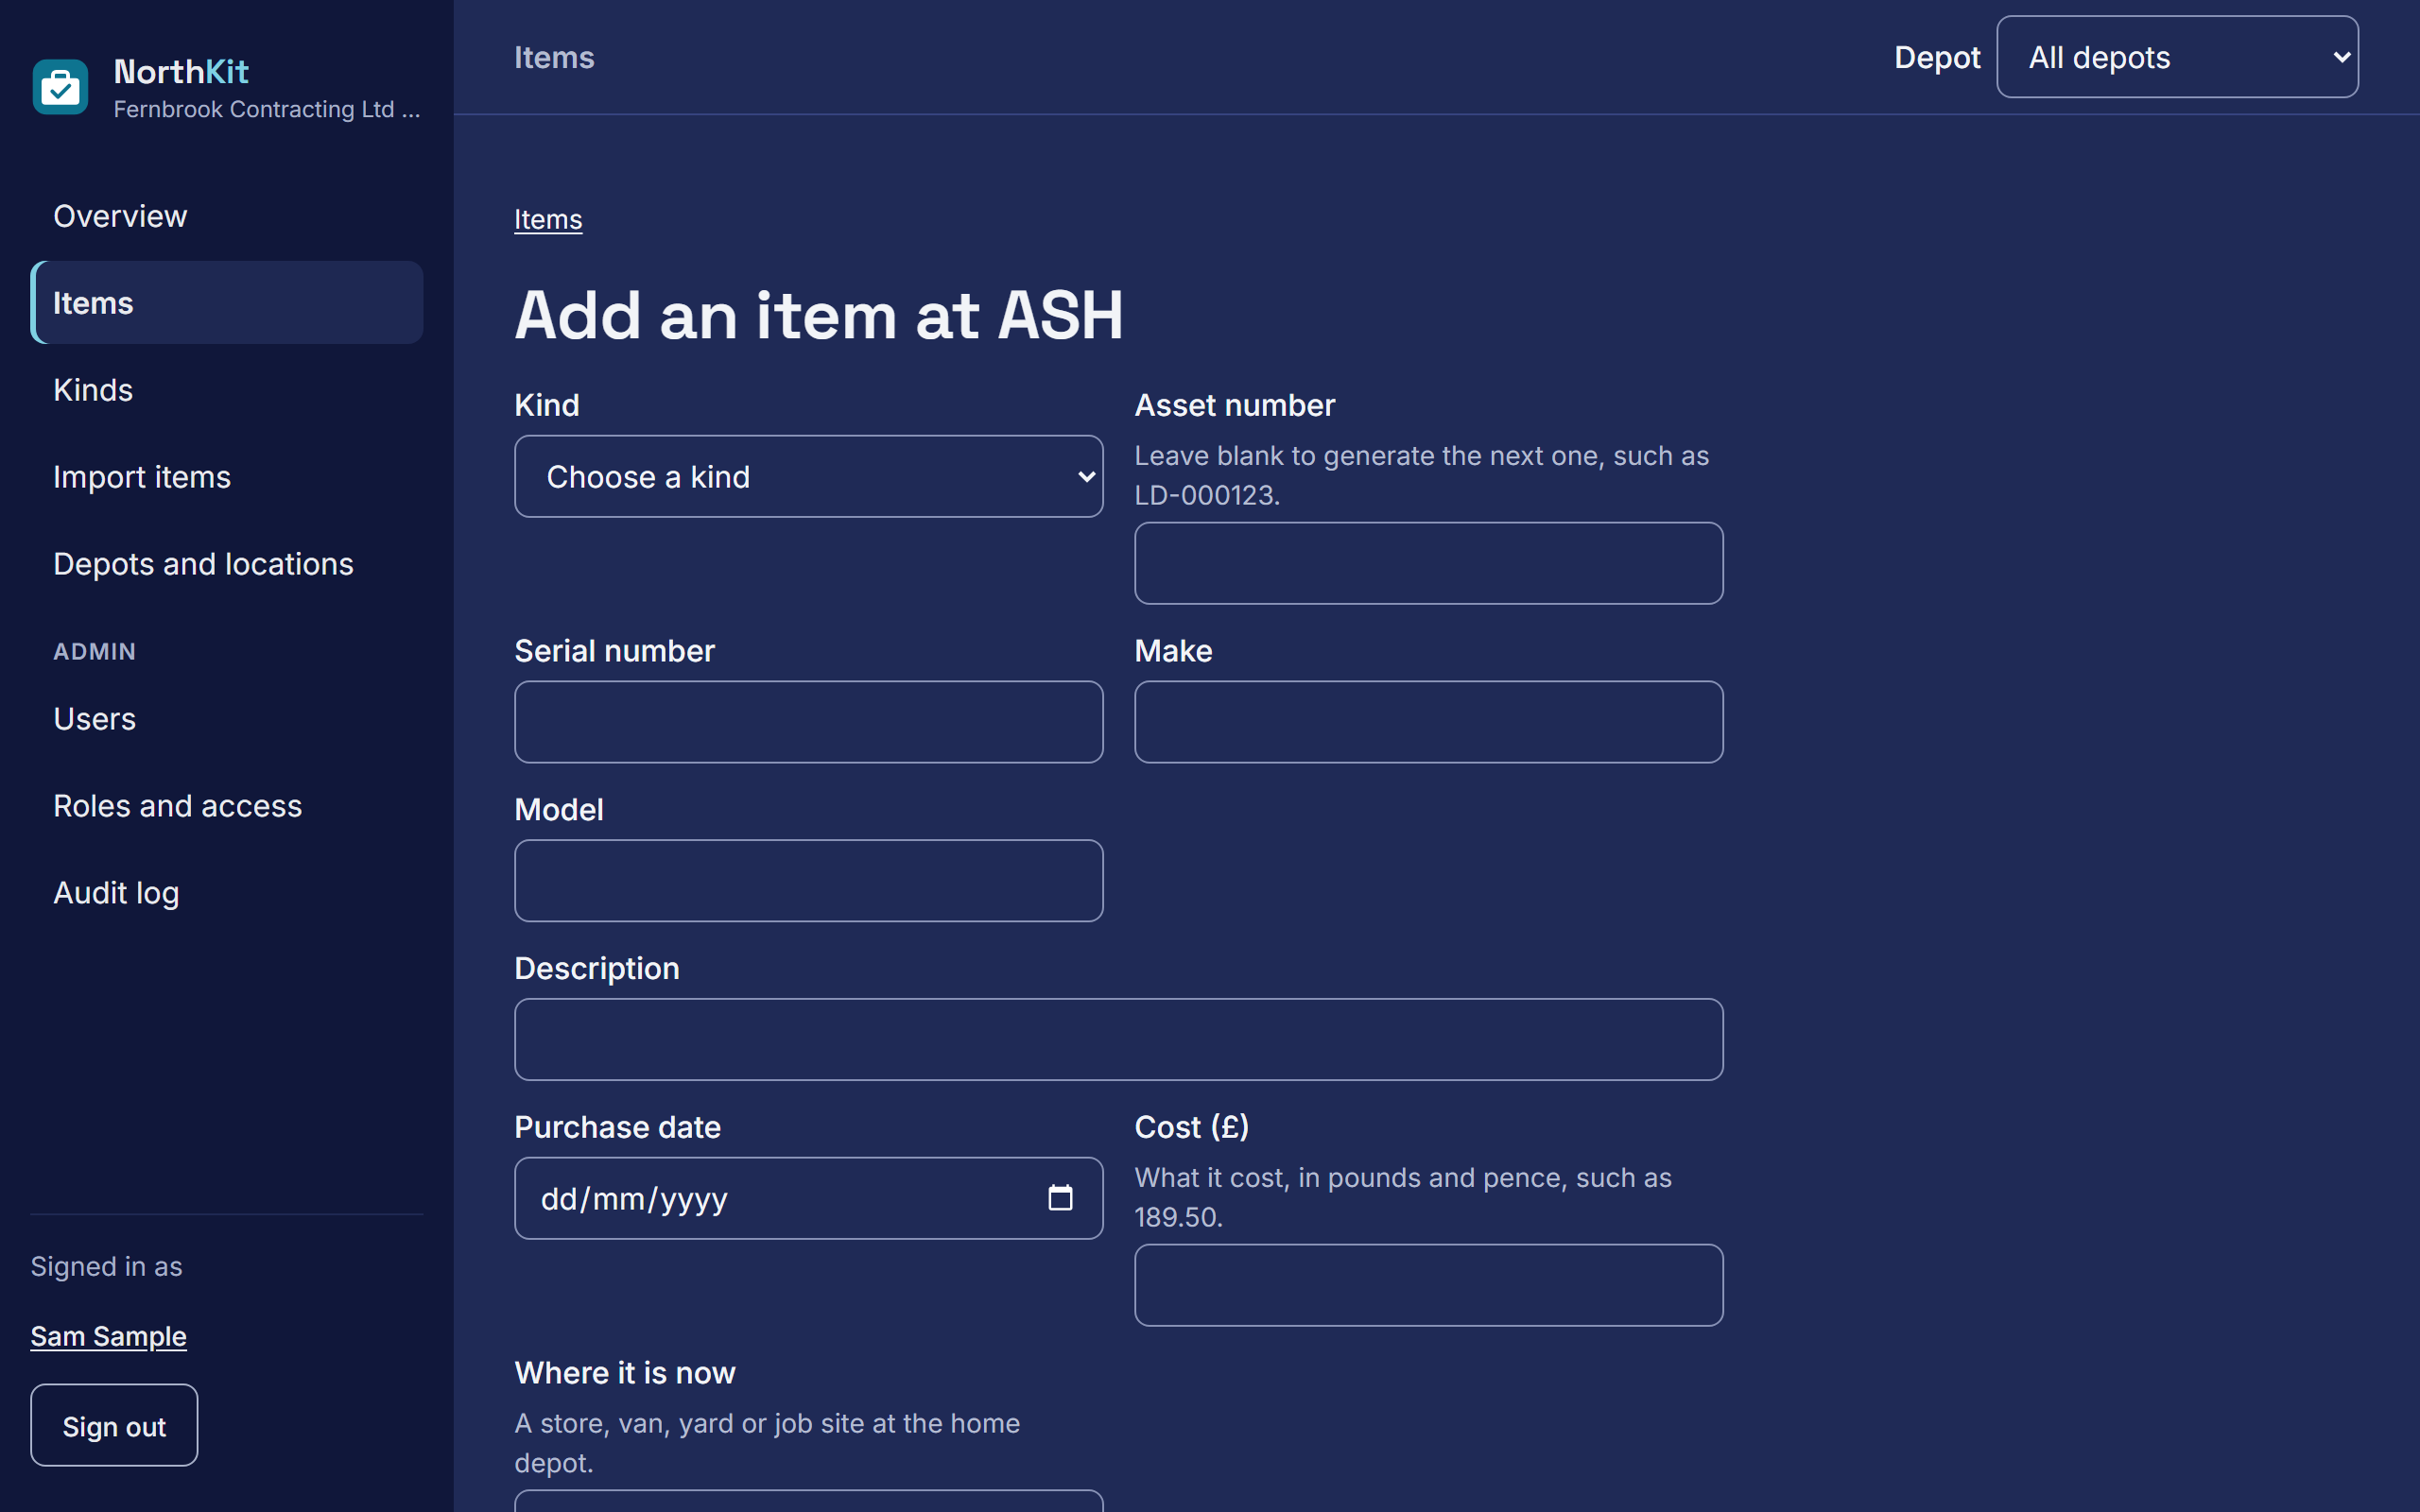 NorthKit
Fernbrook Contracting Ltd ...
Overview
Items
Kinds
Import items
Depots and locations
ADMIN
Users
Roles and access
Audit log
Signed in as
Sam Sample
Sign out
Items
Depot
All depots
Items
Add an item at ASH
Kind
Choose a kind
Asset number
Leave blank to generate the next one, such as
LD-000123.
Serial number
Make
Model
Description
Purchase date
dd/mm/yyyy
Cost (£)
What it cost, in pounds and pence, such as
189.50.
Where it is now
A store, van, yard or job site at the home
depot.